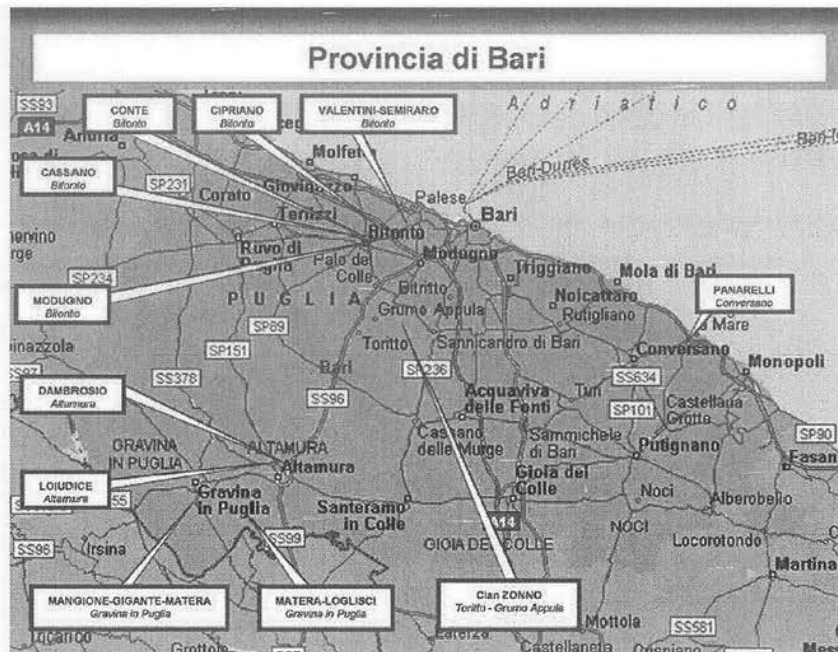 Provincia di Bari
SS93
A14
CONTE
Bitonto
CIPRIANO
Bitonto
VALENTINI-SEMIRARO
Bitonto
Adriatico
CASSANO
Bitonto
SP231
Corato
Giovinazzo
Terlizzi
Palese
Bari
Bari-Durrës
Ruvo di
Bitonto
Modugno
Palo del
Colle
SP234
Triggiano
Mola di Bari
MODUGNO
Bitonto
PUGLIA
Bitritto
Noicattaro
Rutigliano
PANARELLI
Conversano
Grumo Appula
SP89
Toritto
Sannicandro di Bari
SP151
Bari
SP236
Conversano
Monopoli
SS378
SS96
SS634
DAMBROSIO
Altamura
Acquaviva
delle Fonti
Turi
SP101
Castellana
Grotte
Cassano
delle Murge
Sammichele
di Bari
Putignano
SP90
GRAVINA
IN PUGLIA
ALTAMURA
Altamura
LOIUDICE
Altamura
Gravina
in Puglia
Santeramo
in Colle
Gioia del
Colle
Noci
Alberobello
A14
NOCI
SS96
Irsina
SS99
GIOIA DEL COLLE
Locorotondo
Martina
MANGIONE-GIGANTE-MATERA
Gravina in Puglia
MATERA-LOGLISCI
Gravina in Puglia
Clan ZONNO
Toritto - Grumo Appula
Mottola
SS581
Castellaneta